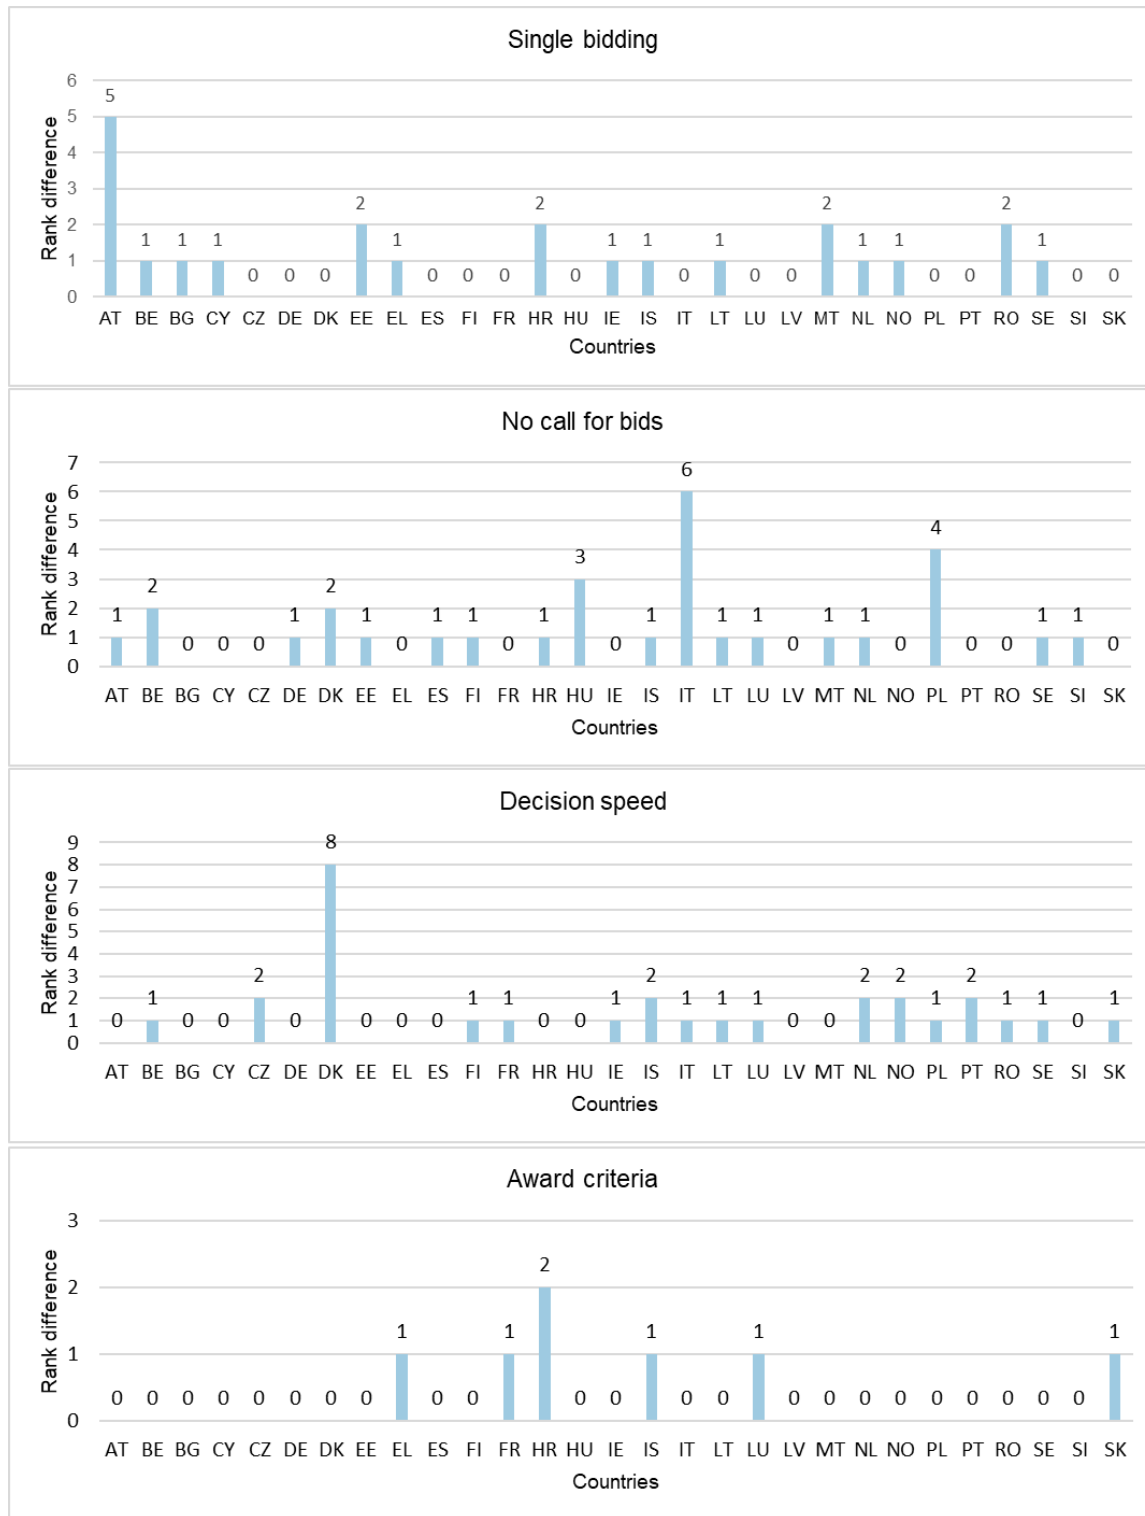 Single bidding
6
5
4
3
2
1
0
Rank difference
5 1 1 1 0 0 0 2 1 0 0 0 2 0 1 1 0 1 0 0 2 1 1 0 0 2 1 0 0
AT BE BG CY CZ DE DK EE EL ES FI FR HR HU IE IS IT LT LU LV MT NL NO PL PT RO SE SI SK
Countries
No call for bids
7
6
5
4
3
2
1
0
Rank difference
1 2 0 0 0 1 2 1 0 1 1 0 1 3 0 1 6 1 1 0 1 1 0 4 0 0 1 1 0
AT BE BG CY CZ DE DK EE EL ES FI FR HR HU IE IS IT LT LU LV MT NL NO PL PT RO SE SI SK
Countries
Decision speed
9
8
7
6
5
4
3
2
1
0
Rank difference
0 1 0 0 2 0 8 0 0 0 1 1 0 0 1 2 1 1 1 0 0 2 2 1 2 1 1 0 1
AT BE BG CY CZ DE DK EE EL ES FI FR HR HU IE IS IT LT LU LV MT NL NO PL PT RO SE SI SK
Countries
Award criteria
3
2
1
0
Rank difference
0 0 0 0 0 0 0 0 1 0 0 1 2 0 0 1 0 0 1 0 0 0 0 0 0 0 0 0 1
AT BE BG CY CZ DE DK EE EL ES FI FR HR HU IE IS IT LT LU LV MT NL NO PL PT RO SE SI SK
Countries